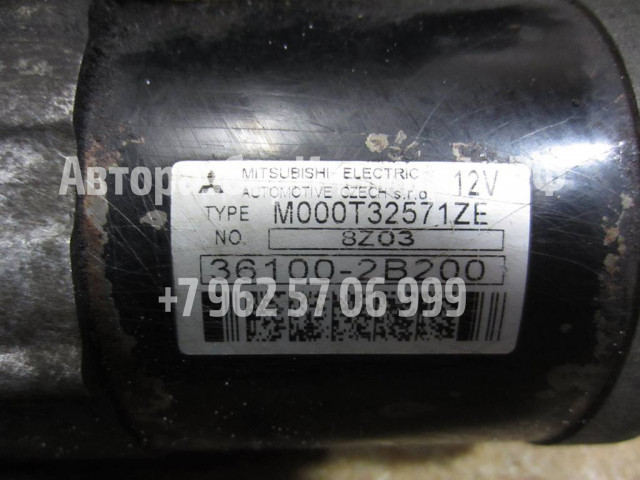 MITSUBISHI ELECTRIC
AUTOMOTIVE CZECH s.r.o 12V
TYPE M000T32571ZE
NO. 8Z03
36100-2B200
+7 962 57 06 999